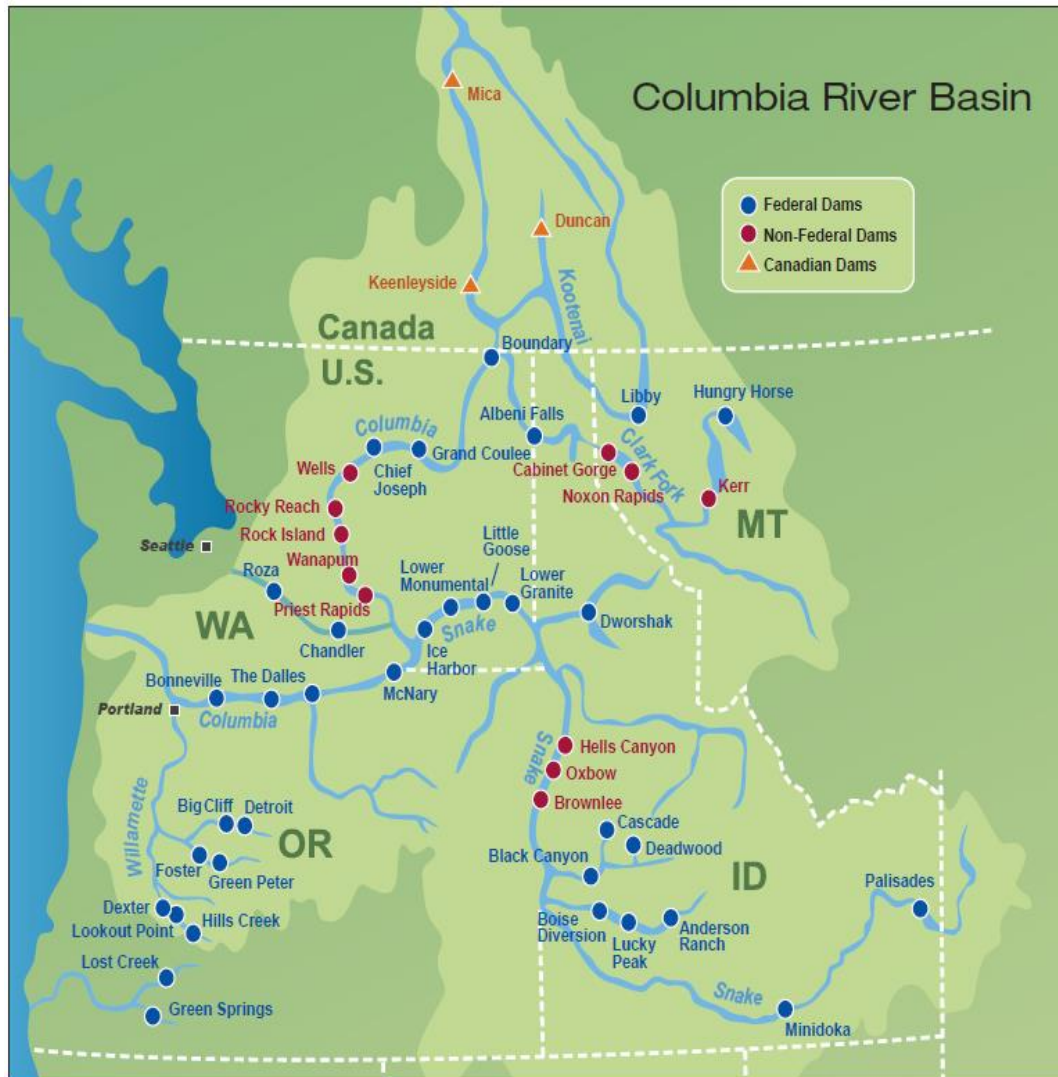 Columbia River Basin
Mica
Federal Dams
Non-Federal Dams
Canadian Dams
Duncan
Keenleyside
Kootenai
Canada
U.S.
Boundary
Libby
Hungry Horse
Albeni Falls
Columbia
Grand Coulee
Chief
Joseph
Wells
Cabinet Gorge
Clark Fork
Noxon Rapids
Kerr
MT
Rocky Reach
Rock Island
Seattle
Wanapum
Roza
Priest Rapids
Little
Goose
Lower
Monumental
Lower
Granite
Snake
Dworshak
WA
Chandler
Ice
Harbor
McNary
Bonneville
The Dalles
Portland
Columbia
Snake
Hells Canyon
Oxbow
Brownlee
Willamette
Big Cliff
Detroit
OR
Foster
Green Peter
Cascade
Deadwood
Black Canyon
ID
Palisades
Dexter
Lookout Point
Hills Creek
Boise
Diversion
Lucky
Peak
Anderson
Ranch
Lost Creek
Green Springs
Snake
Minidoka